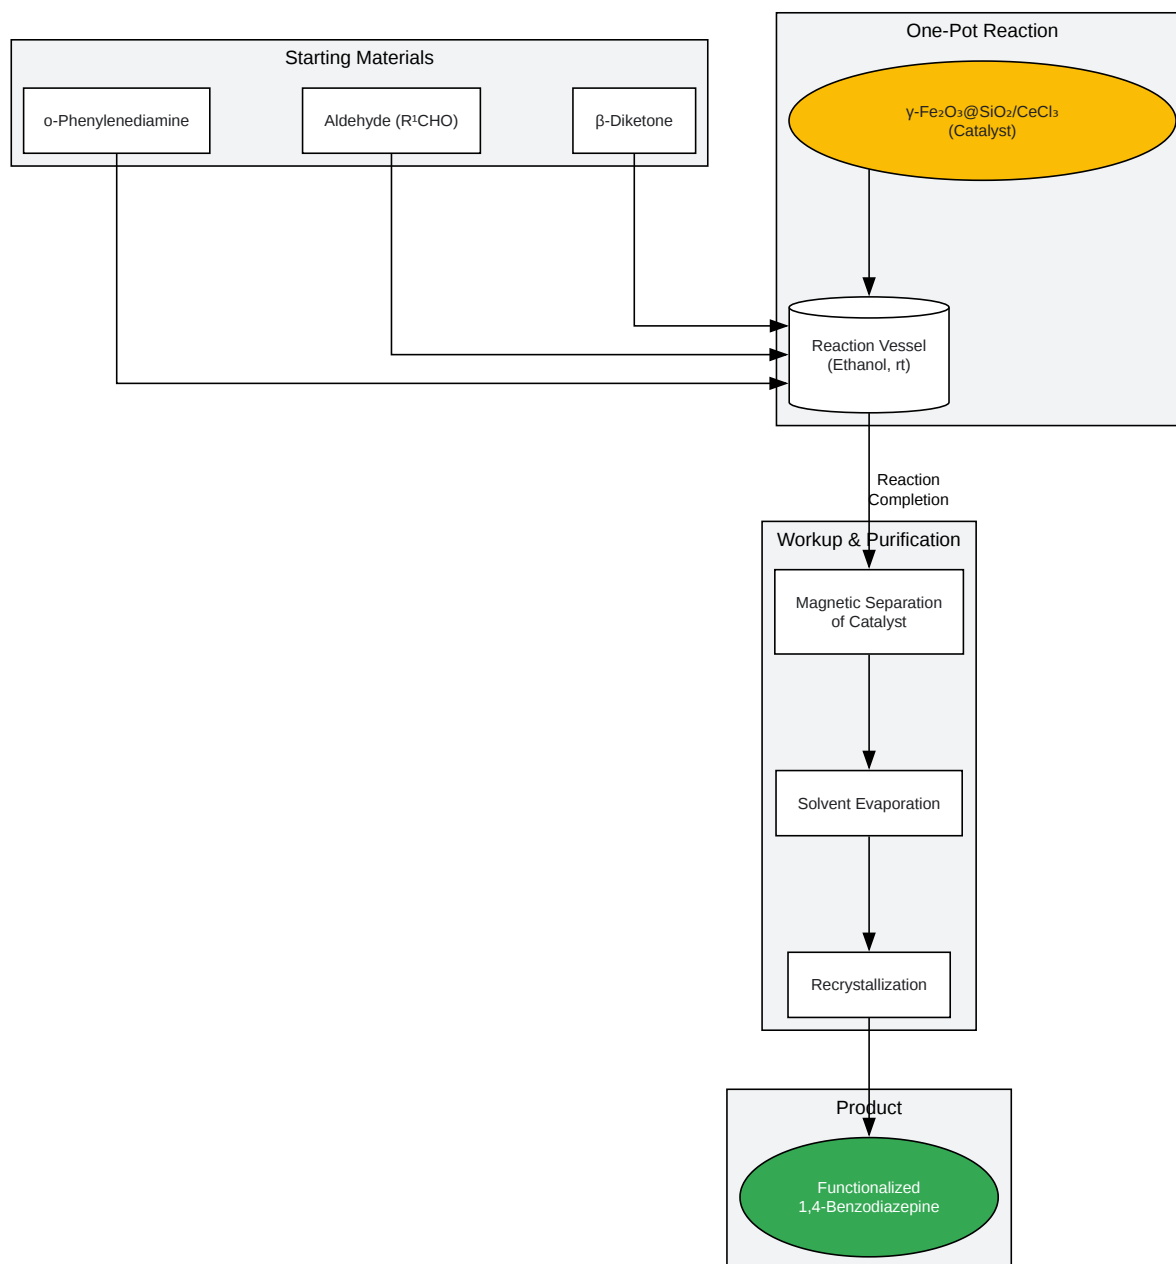 One-Pot Reaction
Starting Materials
o-Phenylenediamine
Aldehyde (R¹CHO)
β-Diketone
γ-Fe₂O₃@SiO₂/CeCl₃
(Catalyst)
Reaction Vessel
(Ethanol, rt)
Reaction
Completion
Workup & Purification
Magnetic Separation
of Catalyst
Solvent Evaporation
Recrystallization
Product
Functionalized
1,4-Benzodiazepine